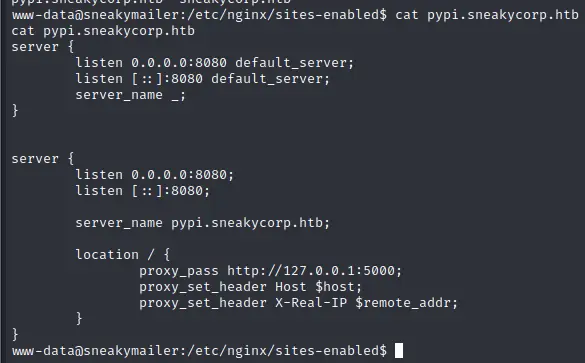 www-data@sneakymailer:/etc/nginx/sites-enabled$ cat pypi.sneakycorp.htb
cat pypi.sneakycorp.htb
server {
        listen 0.0.0.0:8080 default_server;
        listen [::]:8080 default_server;
        server_name _;
}
server {
        listen 0.0.0.0:8080;
        listen [::]:8080;
        server_name pypi.sneakycorp.htb;
        location / {
                proxy_pass http://127.0.0.1:5000;
                proxy_set_header Host $host;
                proxy_set_header X-Real-IP $remote_addr;
        }
}
www-data@sneakymailer:/etc/nginx/sites-enabled$